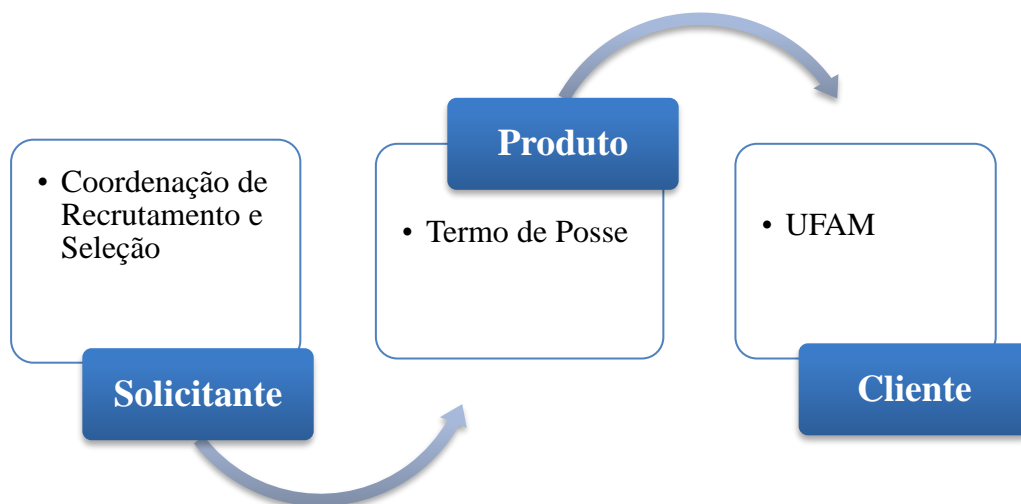 • Coordenação de
Recrutamento e
Seleção
Solicitante
Produto
• Termo de Posse
• UFAM
Cliente